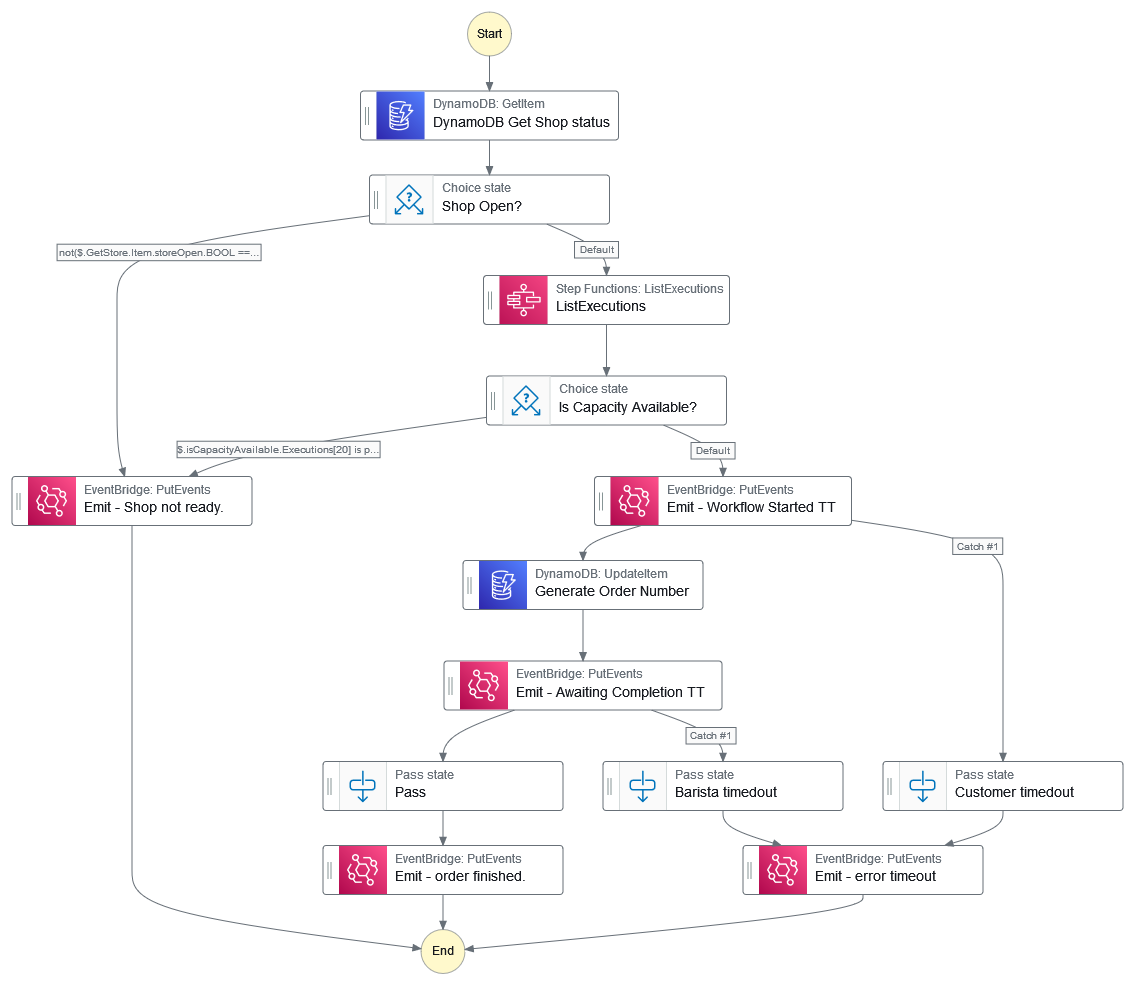 Start
DynamoDB: GetItem
DynamoDB Get Shop status
Choice state
Shop Open?
not($.GetStore.Item.storeOpen.BOOL ==...
Default
Step Functions: ListExecutions
ListExecutions
Choice state
Is Capacity Available?
$.isCapacityAvailable.Executions[20] is p...
Default
EventBridge: PutEvents
Emit - Shop not ready.
EventBridge: PutEvents
Emit - Workflow Started TT
Catch #1
DynamoDB: UpdateItem
Generate Order Number
EventBridge: PutEvents
Emit - Awaiting Completion TT
Catch #1
Pass state
Pass
Pass state
Barista timedout
Pass state
Customer timedout
EventBridge: PutEvents
Emit - order finished.
EventBridge: PutEvents
Emit - error timeout
End